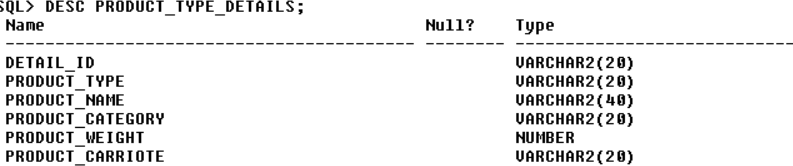 SQL> DESC PRODUCT_TYPE_DETAILS;
Name Null? Type
----------------------------------------- -------- ----------------------------
DETAIL_ID VARCHAR2(20)
PRODUCT_TYPE VARCHAR2(20)
PRODUCT_NAME VARCHAR2(40)
PRODUCT_CATEGORY VARCHAR2(20)
PRODUCT_WEIGHT NUMBER
PRODUCT_CARRIOTE VARCHAR2(20)